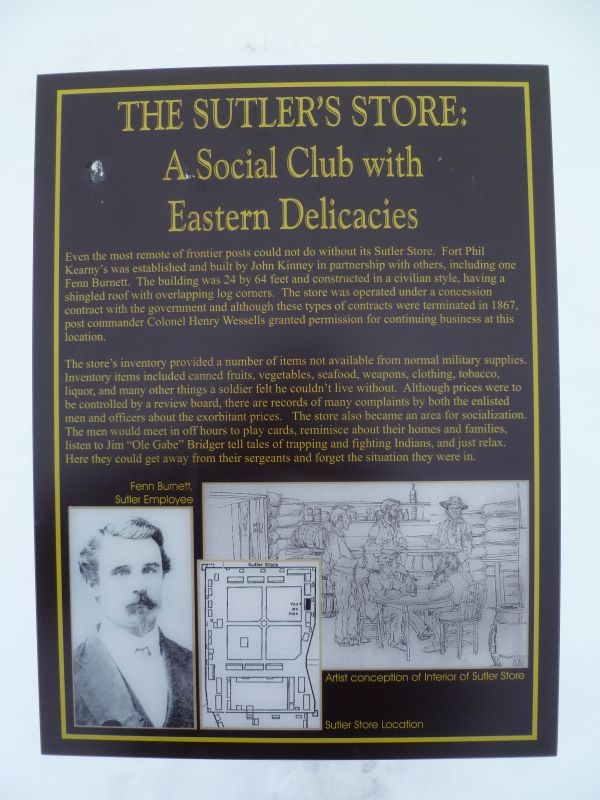 THE SUTLER'S STORE:
A Social Club with
Eastern Delicacies
Even the most remote of frontier posts could not do without its Sutler Store. Fort Phil
Kearny's was established and built by John Kinney in partnership with others, including one
Fenn Burnett. The building was 24 by 64 feet and constructed in a civilian style, having a
shingled roof with overlapping log corners. The store was operated under a concession
contract with the government and although these types of contracts were terminated in 1867,
post commander Colonel Henry Wessells granted permission for continuing business at this
location.
The store's inventory provided a number of items not available from normal military supplies.
Inventory items included canned fruits, vegetables, seafood, weapons, clothing, tobacco,
liquor, and many other things a soldier felt he couldn't live without. Although prices were to
be controlled by a review board, there are records of many complaints by both the enlisted
men and officers about the exorbitant prices. The store also became an area for socialization.
The men would meet in off hours to play cards, reminisce about their homes and families,
listen to Jim "Ole Gabe" Bridger tell tales of trapping and fighting Indians, and just relax.
Here they could get away from their sergeants and forget the situation they were in.
Fenn Burnett,
Sutler Employee
Sutler Store
You
are
here
Artist conception of Interior of Sutler Store
Sutler Store Location